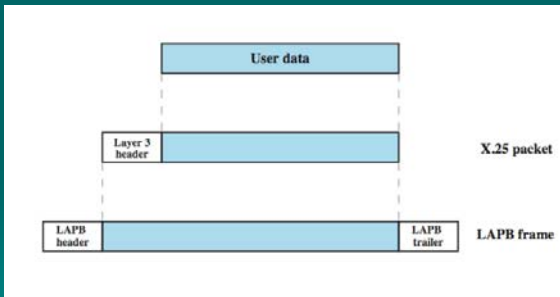 User data
Layer 3
header
X.25 packet
LAPB
header
LAPB
trailer
LAPB frame